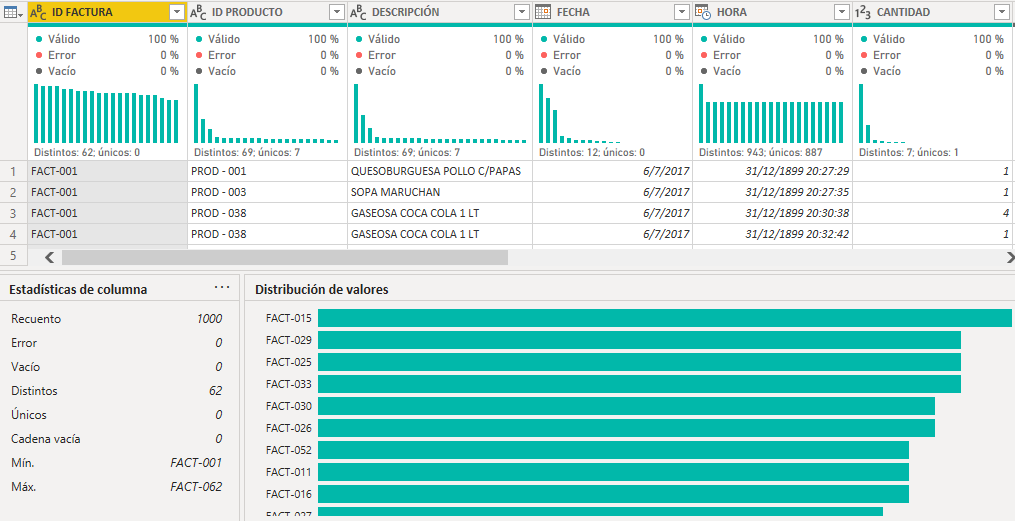 ABC ID FACTURA ABC ID PRODUCTO ABC DESCRIPCIÓN FECHA HORA 123 CANTIDAD
Válido 100 % Válido 100 % Válido 100 % Válido 100 % Válido 100 % Válido 100 %
Error 0 % Error 0 % Error 0 % Error 0 % Error 0 % Error 0 %
Vacío 0 % Vacío 0 % Vacío 0 % Vacío 0 % Vacío 0 % Vacío 0 %
Distintos: 62; únicos: 0 Distintos: 69; únicos: 7 Distintos: 69; únicos: 7 Distintos: 12; únicos: 0 Distintos: 943; únicos: 887 Distintos: 7; únicos: 1
1 FACT-001 PROD - 001 QUESOBURGUESA POLLO C/PAPAS 6/7/2017 31/12/1899 20:27:29 1
2 FACT-001 PROD - 003 SOPA MARUCHAN 6/7/2017 31/12/1899 20:27:35 1
3 FACT-001 PROD - 038 GASEOSA COCA COLA 1 LT 6/7/2017 31/12/1899 20:30:38 4
4 FACT-001 PROD - 038 GASEOSA COCA COLA 1 LT 6/7/2017 31/12/1899 20:32:42 1
5
Estadísticas de columna ...
Recuento 1000
Error 0
Vacío 0
Distintos 62
Únicos 0
Cadena vacía 0
Mín. FACT-001
Máx. FACT-062
Distribución de valores
FACT-015
FACT-029
FACT-025
FACT-033
FACT-030
FACT-026
FACT-052
FACT-011
FACT-016
FACT-027